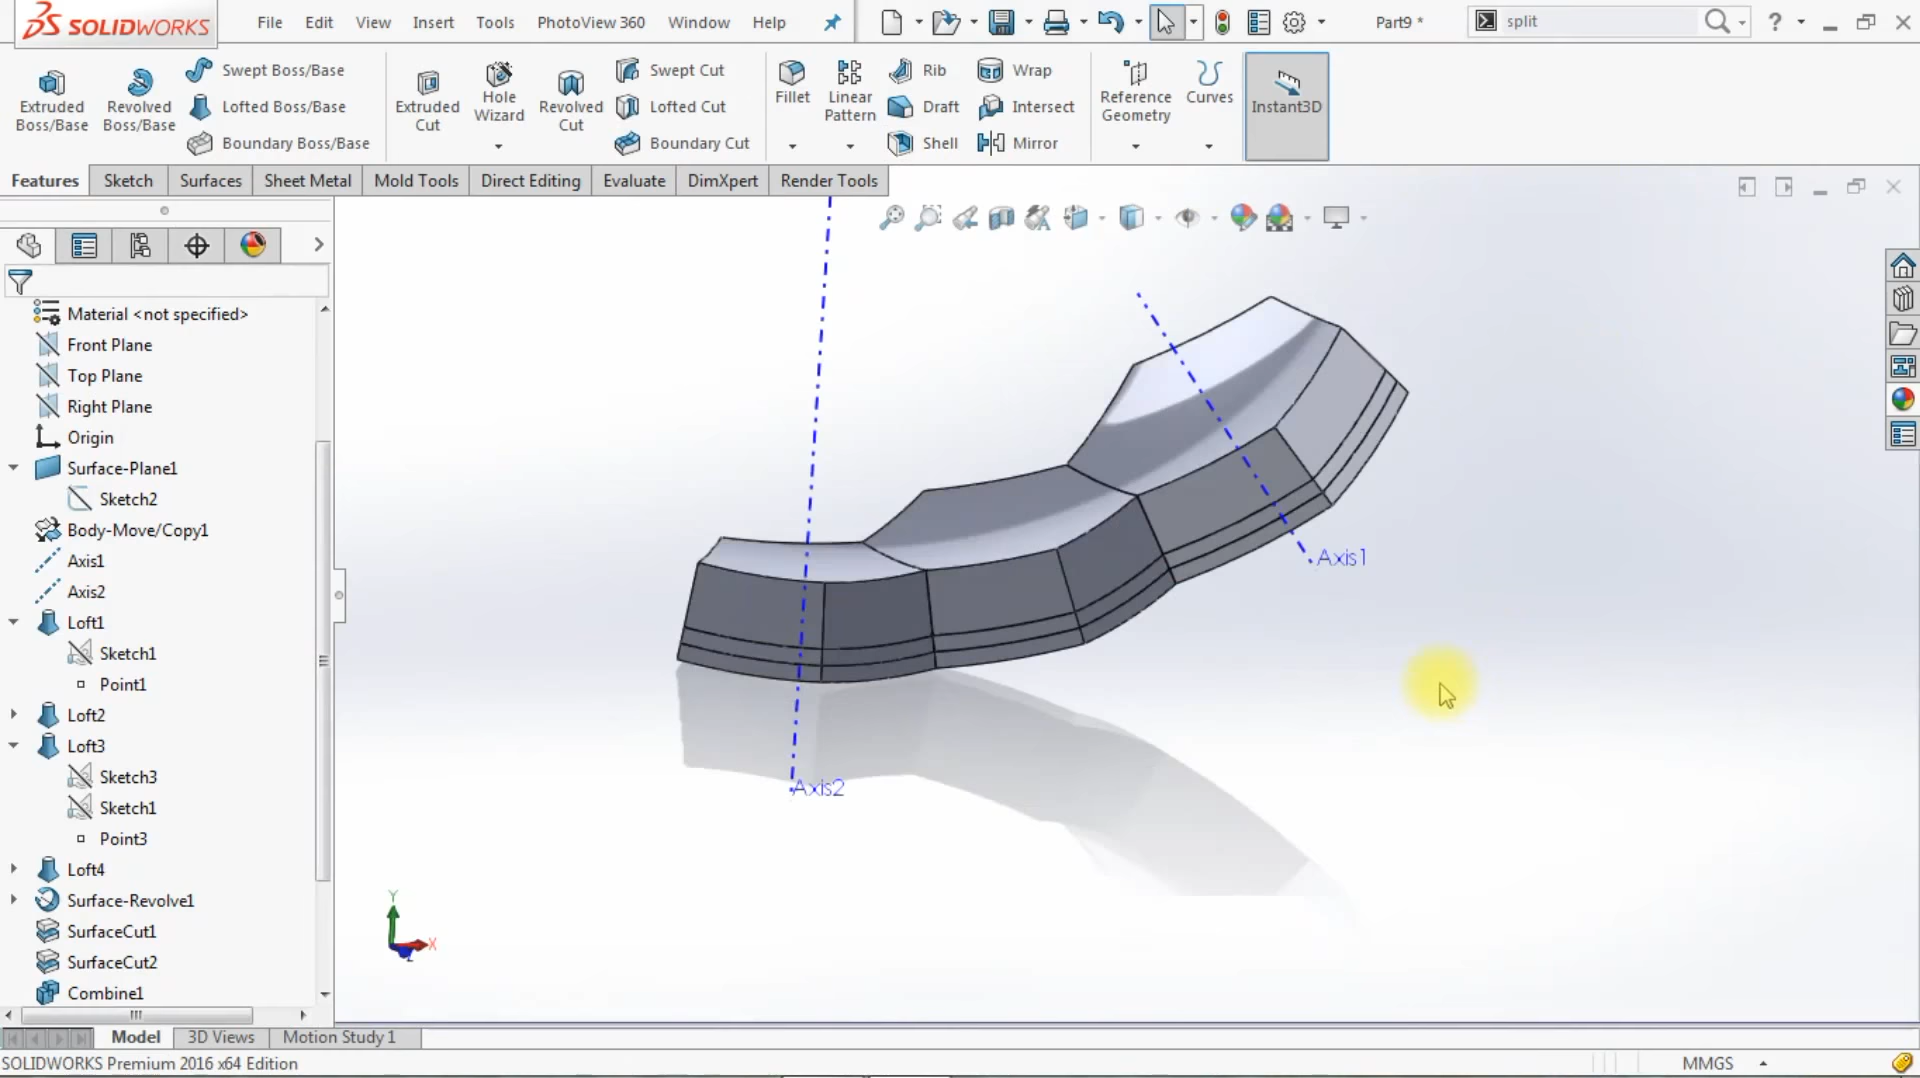 SOLIDWORKS File Edit View Insert Tools PhotoView 360 Window Help Part9 * split ?
Extruded Boss/Base
Revolved Boss/Base
Swept Boss/Base
Lofted Boss/Base
Boundary Boss/Base
Extruded Cut
Hole Wizard
Revolved Cut
Swept Cut
Lofted Cut
Boundary Cut
Fillet
Linear Pattern
Rib
Draft
Shell
Wrap
Intersect
Mirror
Reference Geometry
Curves
Instant3D
Features Sketch Surfaces Sheet Metal Mold Tools Direct Editing Evaluate DimXpert Render Tools
Material <not specified>
Front Plane
Top Plane
Right Plane
Origin
Surface-Plane1
Sketch2
Body-Move/Copy1
Axis1
Axis2
Loft1
Sketch1
Point1
Loft2
Loft3
Sketch3
Sketch1
Point3
Loft4
Surface-Revolve1
SurfaceCut1
SurfaceCut2
Combine1
Axis1
Axis2
Y
X
Z
Model 3D Views Motion Study 1
SOLIDWORKS Premium 2016 x64 Edition MMGS